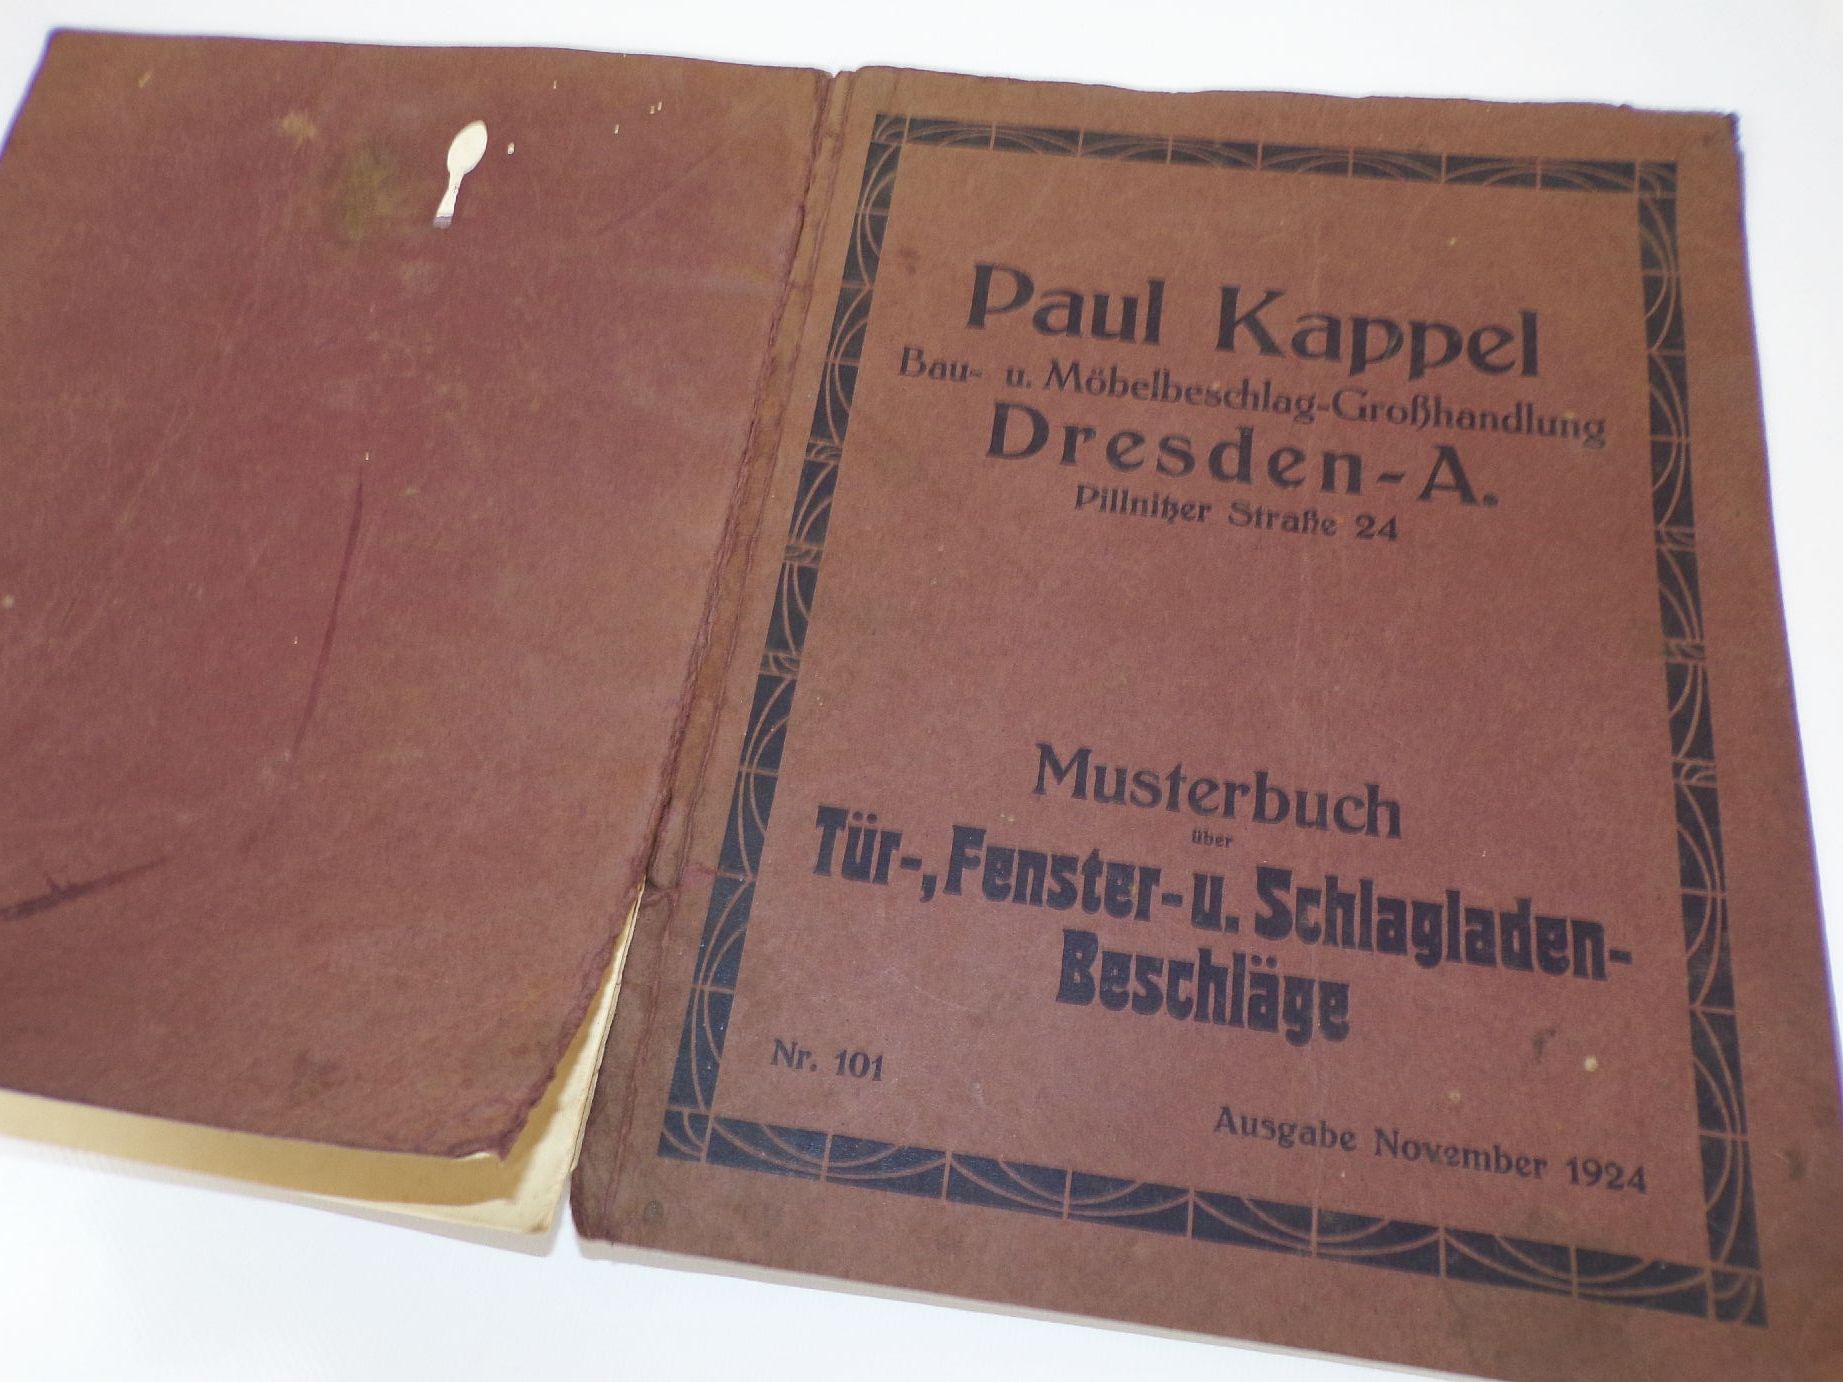 Paul Kappel
Bau- u. Möbelbeschlag-Großhandlung
Dresden-A.
Pillnitzer Straße 24
Musterbuch
über
Tür-, Fenster- u. Schlagladen-
Beschläge
Nr. 101
Ausgabe November 1924